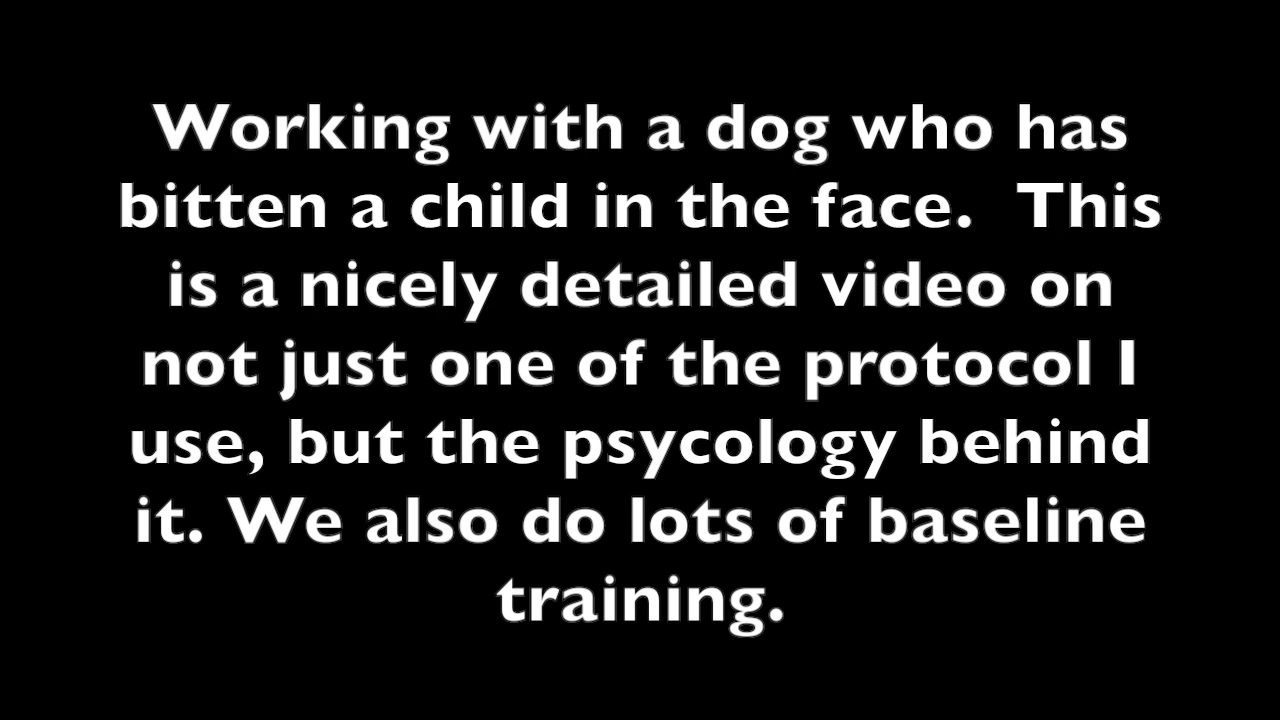 Working with a dog who has
bitten a child in the face.  This
is a nicely detailed video on
not just one of the protocol I
use, but the psycology behind
it. We also do lots of baseline
training.